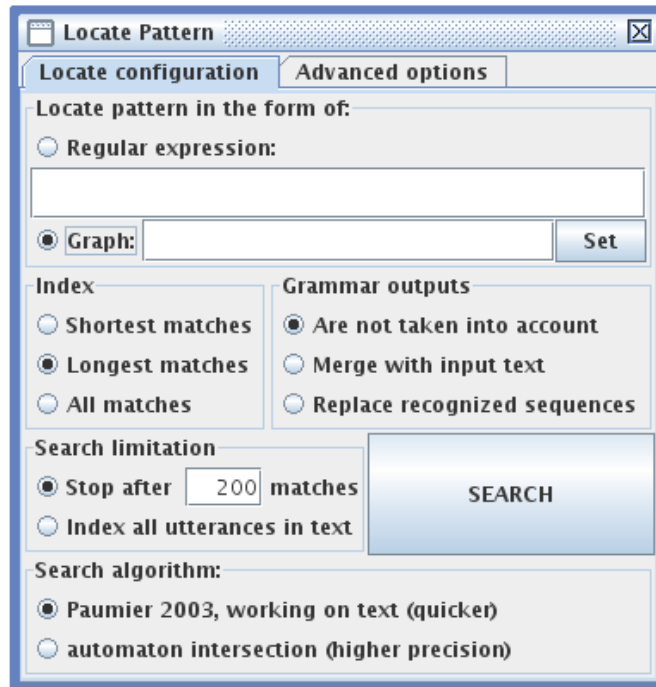 Locate Pattern
Locate configuration Advanced options
Locate pattern in the form of:
Regular expression:
Graph: Set
Index
Shortest matches
Longest matches
All matches
Grammar outputs
Are not taken into account
Merge with input text
Replace recognized sequences
Search limitation
Stop after 200 matches
Index all utterances in text
SEARCH
Search algorithm:
Paumier 2003, working on text (quicker)
automaton intersection (higher precision)